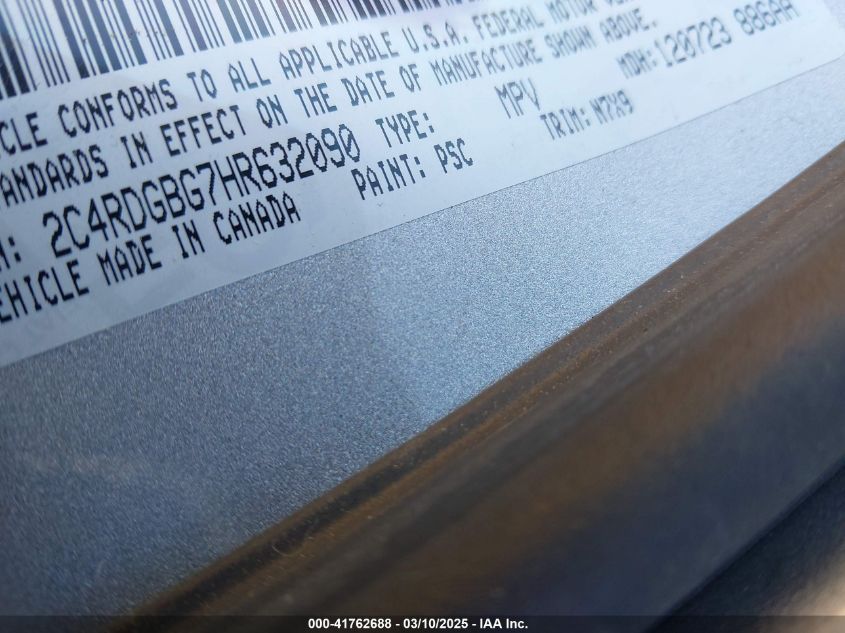 CLE CONFORMS TO ALL APPLICABLE U.S.A. FEDERAL MOTOR
ANDARDS IN EFFECT ON THE DATE OF MANUFACTURE SHOWN ABOVE.
N: 2C4RDGBG7HR632090 TYPE: MPV MDH: 120723 886AA
EHICLE MADE IN CANADA PAINT: PSC TRIM: N7X9
000-41762688 - 03/10/2025 - IAA Inc.